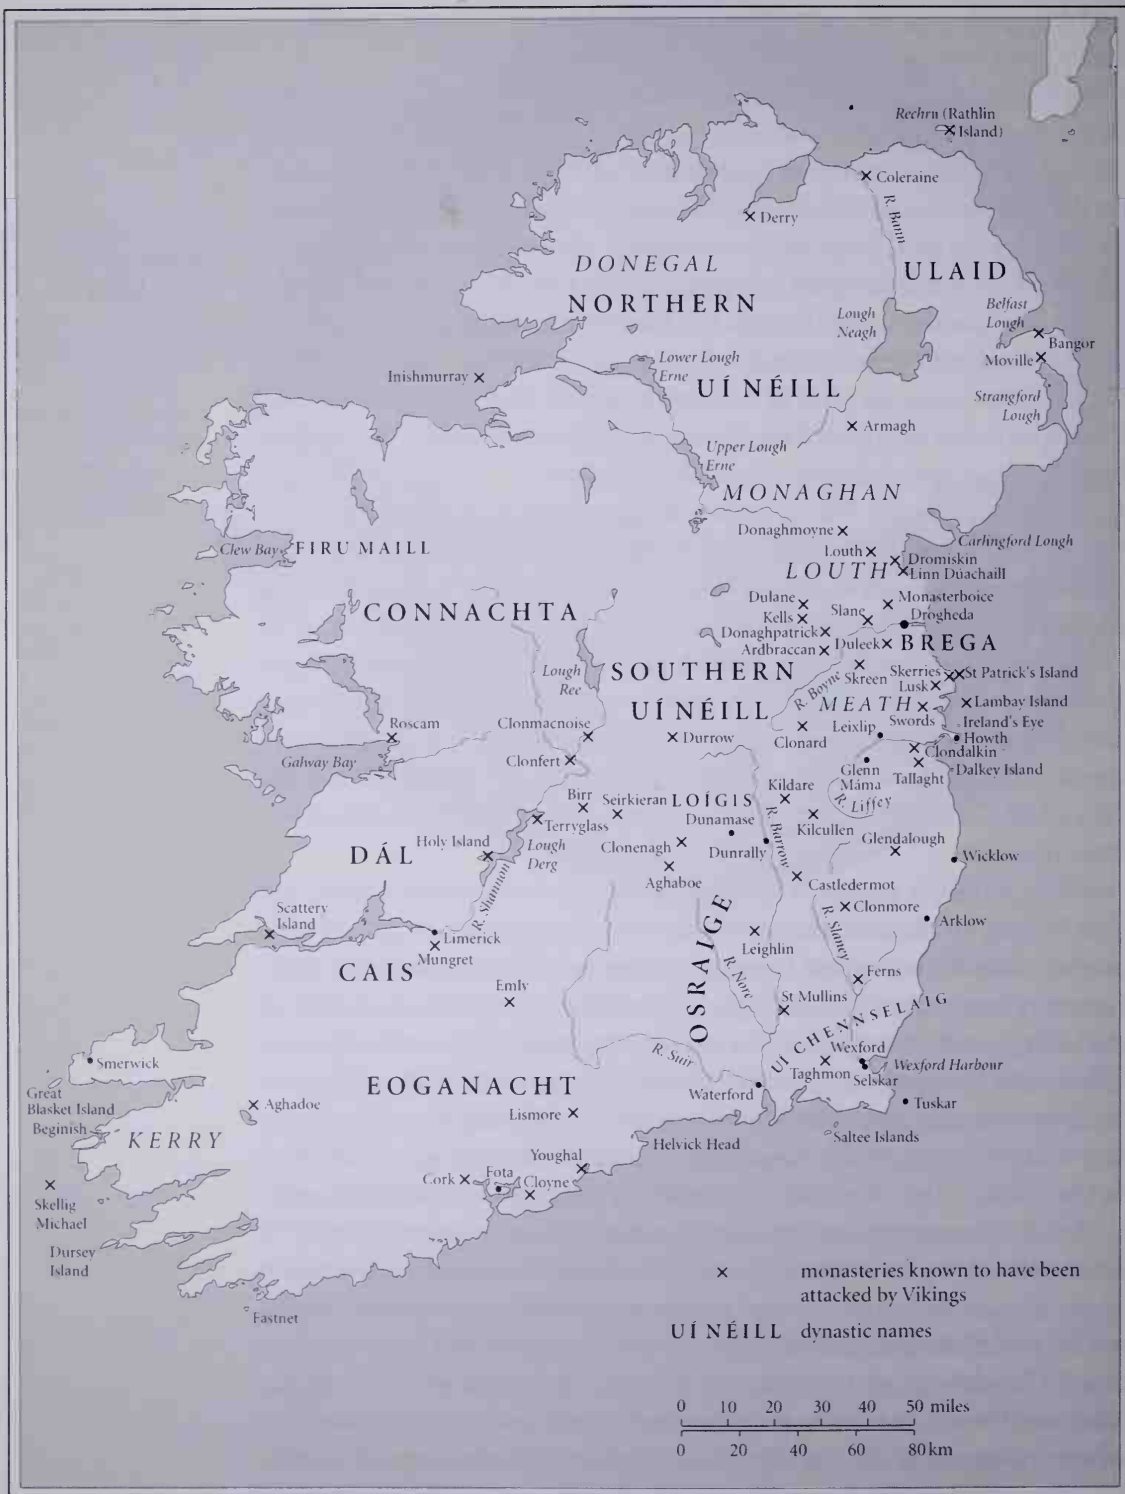 Rechru (Rathlin
Island)
Coleraine
R. Bann
Derry
DONEGAL
ULAID
NORTHERN
Belfast
Lough
Lough
Neagh
Bangor
Moville
Lower Lough
Erne
Inishmurray
UÍ NÉILL
Strangford
Lough
Armagh
Upper Lough
Erne
MONAGHAN
Donaghmoyne
Carlingford Lough
Clew Bay
FIR UMAILL
Louth
Dromiskin
LOUTH
Linn Dúachaill
Dulane
Monasterboice
CONNACHTA
Kells
Slane
Drogheda
Donaghpatrick
Duleek
BREGA
Ardbraccan
Lough
Ree
SOUTHERN
Skreen
Skerries
St Patrick's Island
Lusk
R. Boyne
MEATH
Lambay Island
UÍ NÉILL
Swords
Ireland's Eye
Roscam
Clonmacnoise
Durrow
Clonard
Leixlip
Howth
Clondalkin
Galway Bay
Clonfert
Glenn
Máma
Tallaght
Dalkey Island
Birr
Seirkieran
LOÍGIS
Kildare
R. Liffey
Terryglass
Dunamase
R. Barrow
Kilcullen
Holy Island
Lough
Derg
Clonenagh
Dunrally
Glendalough
DÁL
Wicklow
Aghaboe
Castledermot
R. Shannon
Clonmore
Scattery
Island
Arklow
Limerick
OSRAIGE
R. Slaney
Mungret
Leighlin
CAIS
R. Nore
Ferns
Emly
St Mullins
UI CHENNSELAIG
Smerwick
R. Suir
Wexford
Wexford Harbour
Taghmon
Selskar
Great
Blasket Island
EOGANACHT
Waterford
Aghadoe
Lismore
Tuskar
Beginish
KERRY
Saltee Islands
Helvick Head
Youghal
Cork
Fota
Cloyne
Skellig
Michael
Dursey
Island
Fastnet
× monasteries known to have been
attacked by Vikings
UÍ NÉILL dynastic names
0 10 20 30 40 50 miles
0 20 40 60 80 km